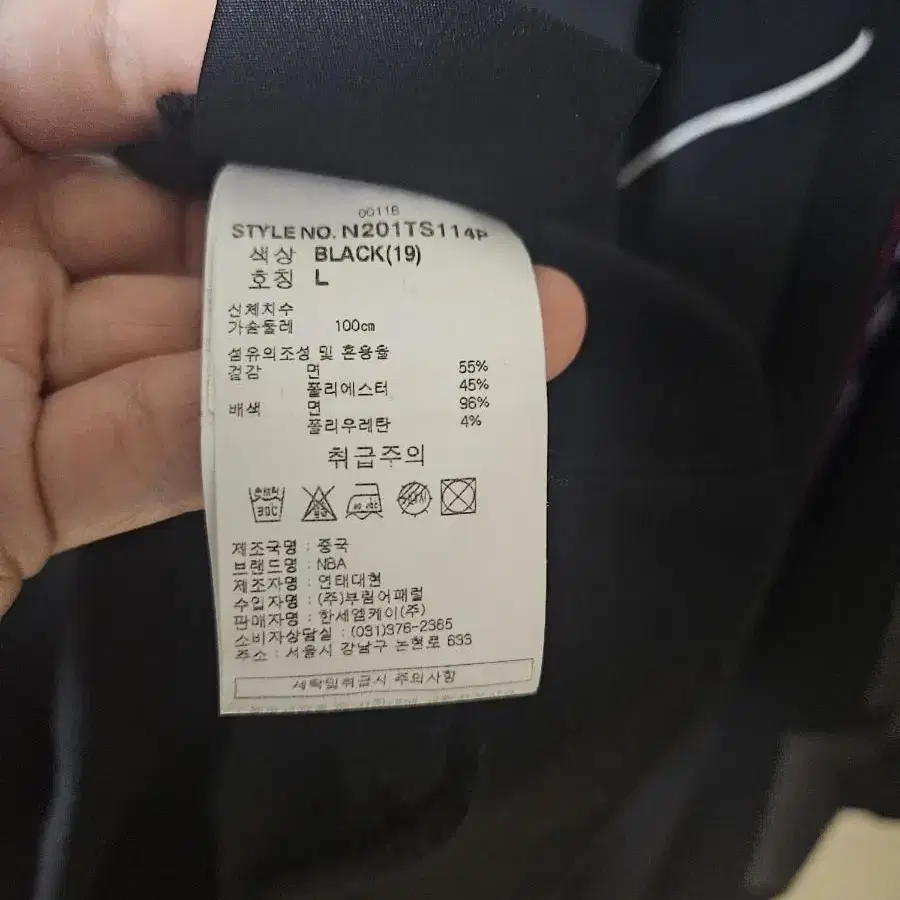 00118
STYLE NO. N201TS114P
색상 BLACK(19)
호칭 L
신체치수
가슴둘레 100cm
섬유의조성 및 혼용율
겉감 면 55%
폴리에스터 45%
배색 면 96%
폴리우레탄 4%
취급주의
손세탁
30C
제조국명 : 중국
브랜드명 : NBA
제조자명 : 연태대현
수입자명 : (주)부림어패럴
판매자명 : 한세엠케이(주)
소비자상담실 : (031)376-2365
주소 : 서울시 강남구 논현로 633
세탁및취급시 주의사항